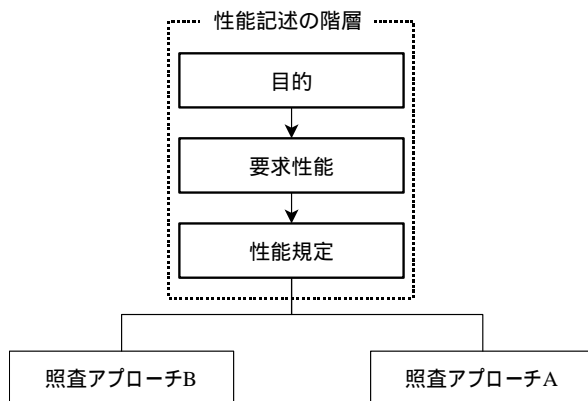 性能記述の階層
目的
要求性能
性能規定
照査アプローチB
照査アプローチA